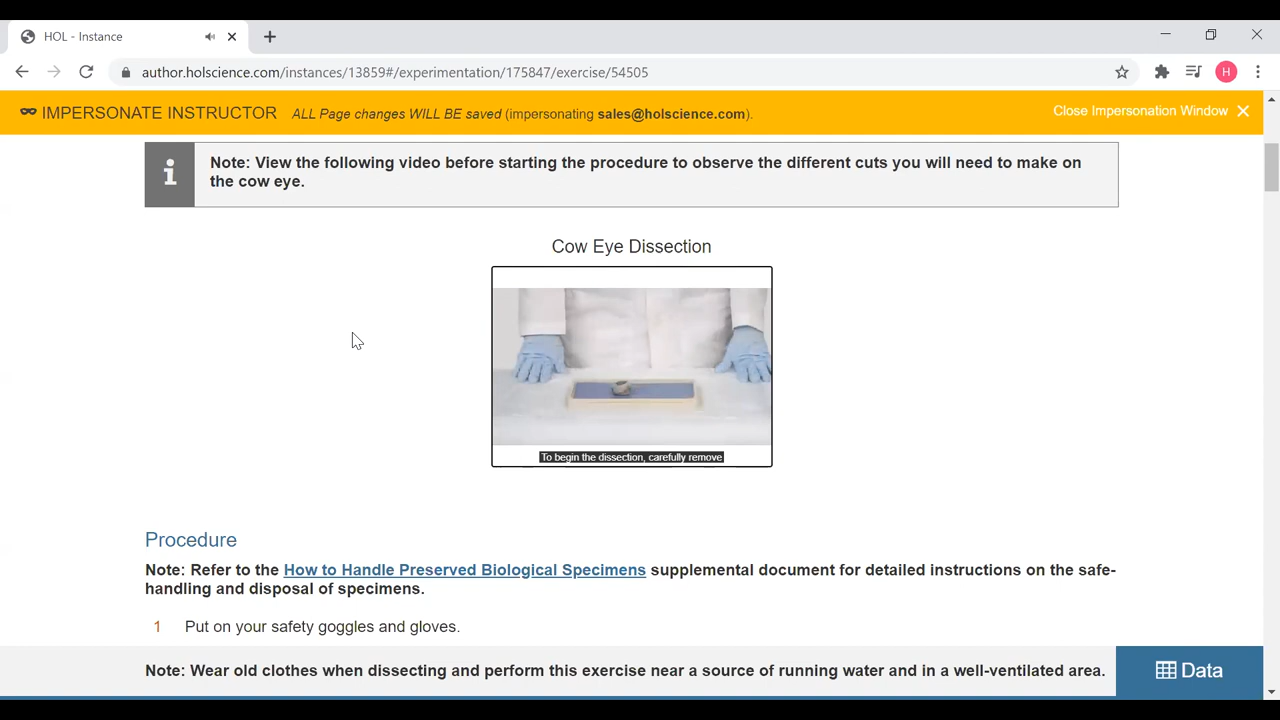 HOL - Instance
author.holscience.com/instances/13859#/experimentation/175847/exercise/54505
H
IMPERSONATE INSTRUCTOR ALL Page changes WILL BE saved (impersonating sales@holscience.com).
Close Impersonation Window
Note: View the following video before starting the procedure to observe the different cuts you will need to make on
the cow eye.
Cow Eye Dissection
To begin the dissection, carefully remove
Procedure
Note: Refer to the How to Handle Preserved Biological Specimens supplemental document for detailed instructions on the safe-
handling and disposal of specimens.
1 Put on your safety goggles and gloves.
Note: Wear old clothes when dissecting and perform this exercise near a source of running water and in a well-ventilated area.
Data